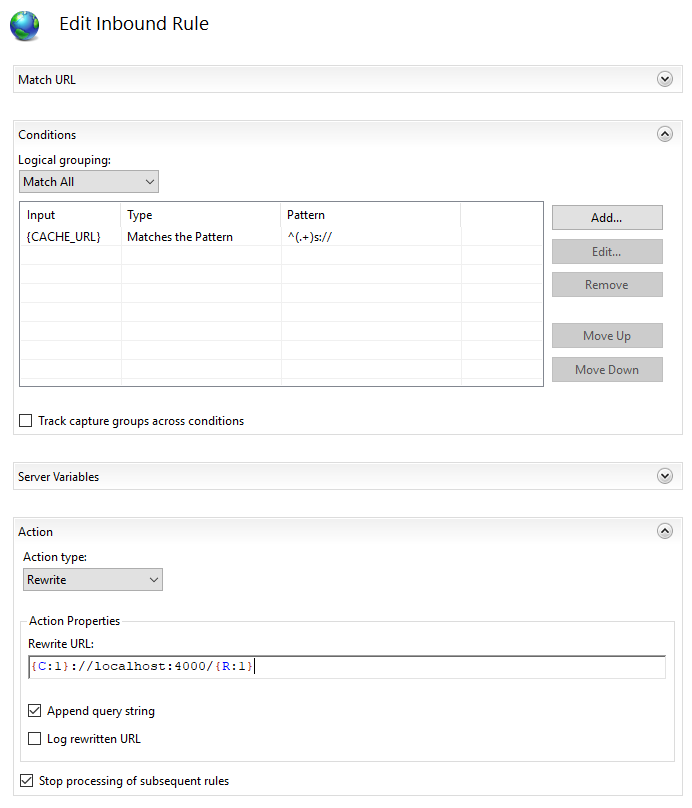 Edit Inbound Rule
Match URL
Conditions
Logical grouping:
Match All
Input Type Pattern
{CACHE_URL} Matches the Pattern ^(.+)s://
Add...
Edit...
Remove
Move Up
Move Down
Track capture groups across conditions
Server Variables
Action
Action type:
Rewrite
Action Properties
Rewrite URL:
{C:1}://localhost:4000/{R:1}
Append query string
Log rewritten URL
Stop processing of subsequent rules